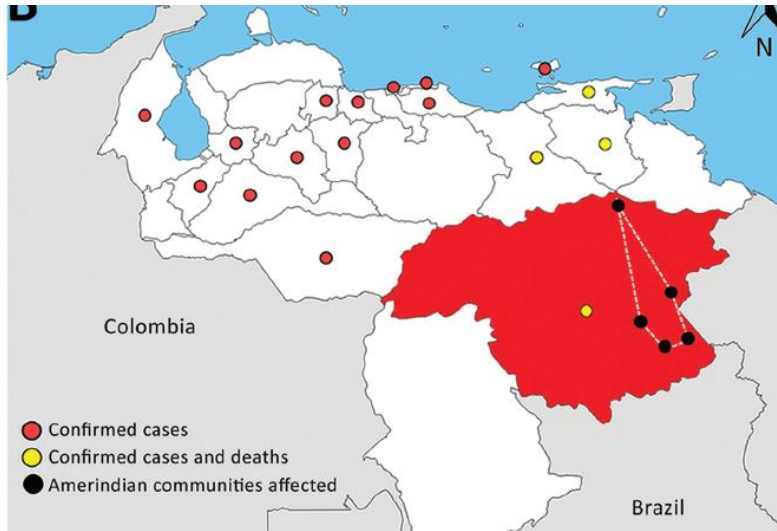 B
N
Colombia
Confirmed cases
Confirmed cases and deaths
Amerindian communities affected
Brazil